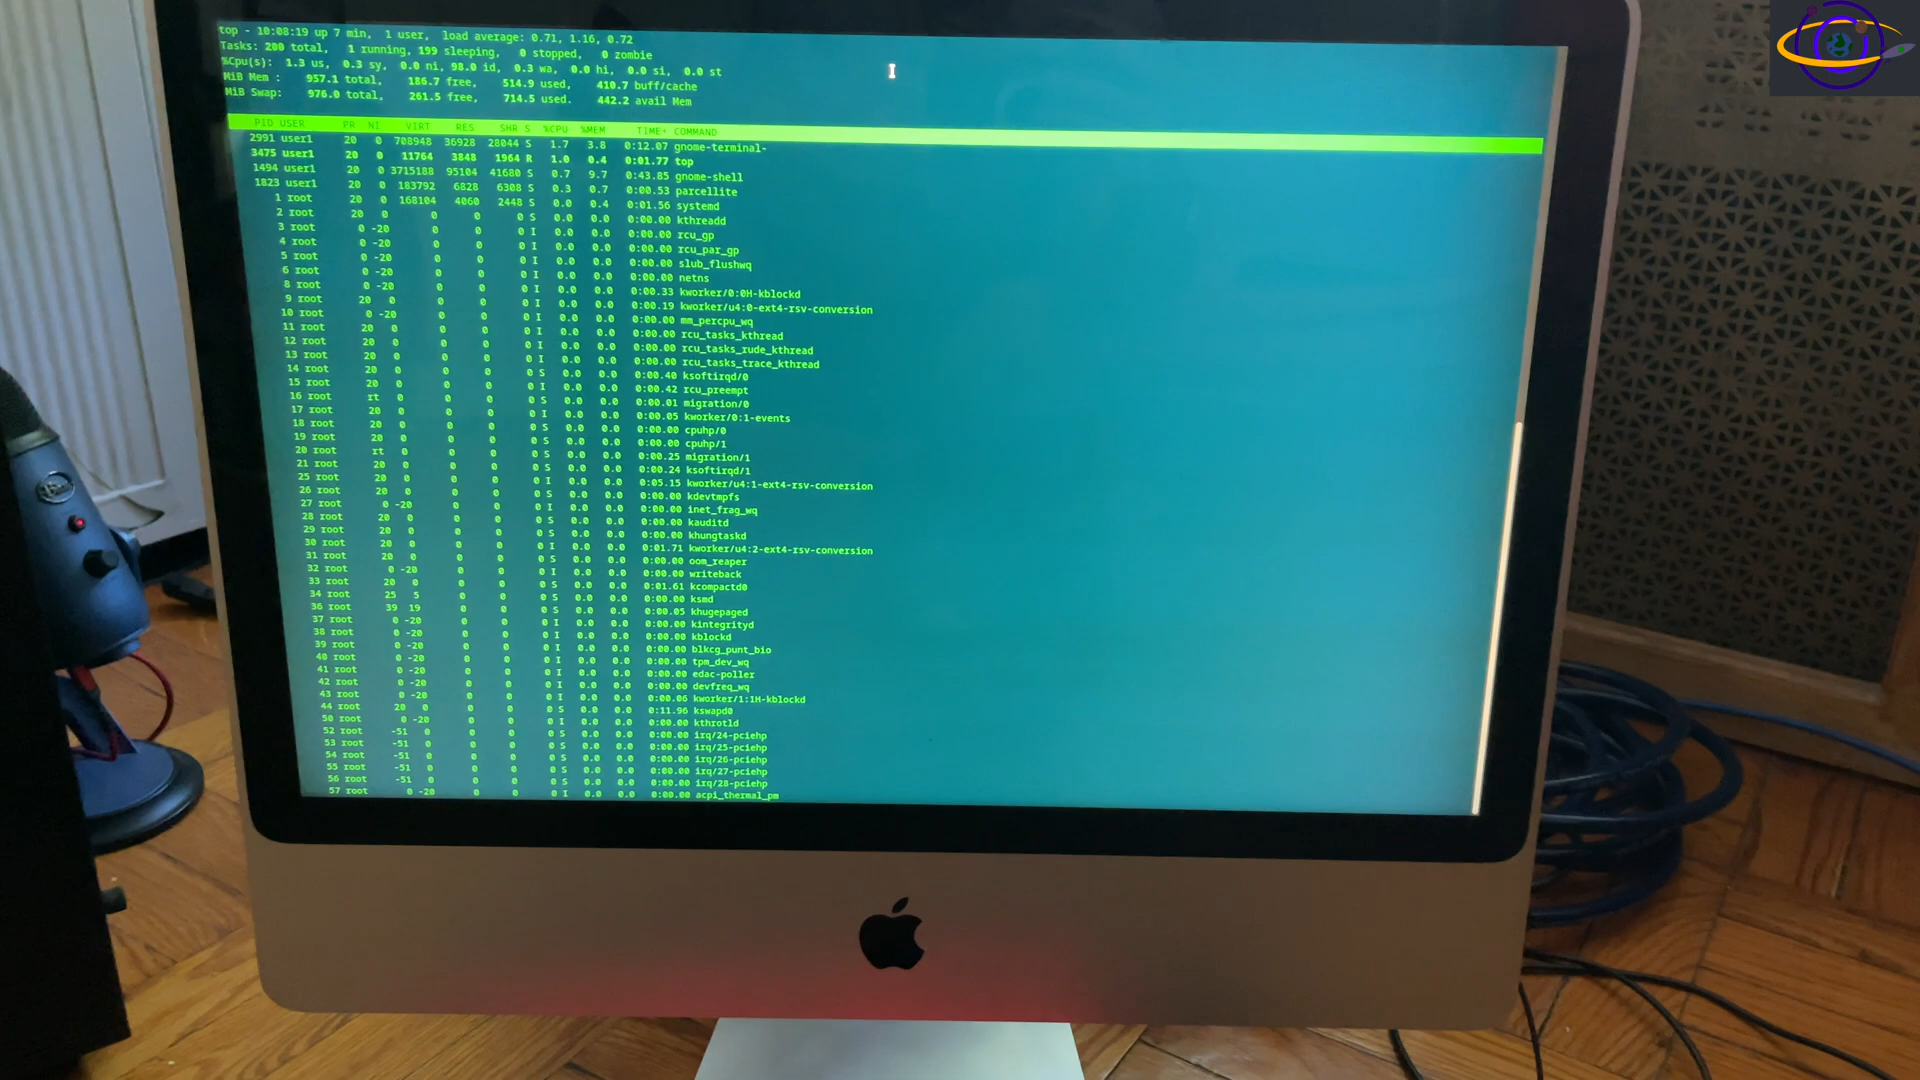 top - 10:08:19 up 7 min, 1 user, load average: 0.71, 1.16, 0.72
Tasks: 200 total, 1 running, 199 sleeping, 0 stopped, 0 zombie
%Cpu(s): 1.3 us, 0.3 sy, 0.0 ni, 98.0 id, 0.3 wa, 0.0 hi, 0.0 si, 0.0 st
MiB Mem : 957.1 total, 186.7 free, 514.9 used, 410.7 buff/cache
MiB Swap: 976.0 total, 261.5 free, 714.5 used. 442.2 avail Mem
PID USER PR NI VIRT RES SHR S %CPU %MEM TIME+ COMMAND
2991 user1 20 0 708948 36928 28044 S 1.7 3.8 0:12.07 gnome-terminal-
3475 user1 20 0 11764 3848 1964 R 1.0 0.4 0:01.77 top
1494 user1 20 0 3715188 95104 41680 S 0.7 9.7 0:43.85 gnome-shell
1823 user1 20 0 183792 6828 6308 S 0.3 0.7 0:00.53 parcellite
1 root 20 0 168104 4060 2448 S 0.0 0.4 0:01.56 systemd
2 root 20 0 0 0 0 S 0.0 0.0 0:00.00 kthreadd
3 root 0 -20 0 0 0 I 0.0 0.0 0:00.00 rcu_gp
4 root 0 -20 0 0 0 I 0.0 0.0 0:00.00 rcu_par_gp
5 root 0 -20 0 0 0 I 0.0 0.0 0:00.00 slub_flushwq
6 root 0 -20 0 0 0 I 0.0 0.0 0:00.00 netns
8 root 0 -20 0 0 0 I 0.0 0.0 0:00.33 kworker/0:0H-kblockd
9 root 20 0 0 0 0 I 0.0 0.0 0:00.19 kworker/u4:0-ext4-rsv-conversion
10 root 0 -20 0 0 0 I 0.0 0.0 0:00.00 mm_percpu_wq
11 root 20 0 0 0 0 I 0.0 0.0 0:00.00 rcu_tasks_kthread
12 root 20 0 0 0 0 I 0.0 0.0 0:00.00 rcu_tasks_rude_kthread
13 root 20 0 0 0 0 I 0.0 0.0 0:00.00 rcu_tasks_trace_kthread
14 root 20 0 0 0 0 S 0.0 0.0 0:00.40 ksoftirqd/0
15 root 20 0 0 0 0 I 0.0 0.0 0:00.42 rcu_preempt
16 root rt 0 0 0 0 S 0.0 0.0 0:00.01 migration/0
17 root 20 0 0 0 0 I 0.0 0.0 0:00.05 kworker/0:1-events
18 root 20 0 0 0 0 S 0.0 0.0 0:00.00 cpuhp/0
19 root 20 0 0 0 0 S 0.0 0.0 0:00.00 cpuhp/1
20 root rt 0 0 0 0 S 0.0 0.0 0:00.25 migration/1
21 root 20 0 0 0 0 S 0.0 0.0 0:00.24 ksoftirqd/1
25 root 20 0 0 0 0 I 0.0 0.0 0:05.15 kworker/u4:1-ext4-rsv-conversion
26 root 20 0 0 0 0 S 0.0 0.0 0:00.00 kdevtmpfs
27 root 0 -20 0 0 0 I 0.0 0.0 0:00.00 inet_frag_wq
28 root 20 0 0 0 0 S 0.0 0.0 0:00.00 kauditd
29 root 20 0 0 0 0 S 0.0 0.0 0:00.00 khungtaskd
30 root 20 0 0 0 0 I 0.0 0.0 0:01.71 kworker/u4:2-ext4-rsv-conversion
31 root 20 0 0 0 0 S 0.0 0.0 0:00.00 oom_reaper
32 root 0 -20 0 0 0 I 0.0 0.0 0:00.00 writeback
33 root 20 0 0 0 0 S 0.0 0.0 0:01.61 kcompactd0
34 root 25 5 0 0 0 S 0.0 0.0 0:00.00 ksmd
36 root 39 19 0 0 0 S 0.0 0.0 0:00.05 khugepaged
37 root 0 -20 0 0 0 I 0.0 0.0 0:00.00 kintegrityd
38 root 0 -20 0 0 0 I 0.0 0.0 0:00.00 kblockd
39 root 0 -20 0 0 0 I 0.0 0.0 0:00.00 blkcg_punt_bio
40 root 0 -20 0 0 0 I 0.0 0.0 0:00.00 tpm_dev_wq
41 root 0 -20 0 0 0 I 0.0 0.0 0:00.00 edac-poller
42 root 0 -20 0 0 0 I 0.0 0.0 0:00.00 devfreq_wq
43 root 0 -20 0 0 0 I 0.0 0.0 0:00.06 kworker/1:1H-kblockd
44 root 20 0 0 0 0 S 0.0 0.0 0:11.96 kswapd0
50 root 0 -20 0 0 0 I 0.0 0.0 0:00.00 kthrotld
52 root -51 0 0 0 0 S 0.0 0.0 0:00.00 irq/24-pciehp
53 root -51 0 0 0 0 S 0.0 0.0 0:00.00 irq/25-pciehp
54 root -51 0 0 0 0 S 0.0 0.0 0:00.00 irq/26-pciehp
55 root -51 0 0 0 0 S 0.0 0.0 0:00.00 irq/27-pciehp
56 root -51 0 0 0 0 S 0.0 0.0 0:00.00 irq/28-pciehp
57 root 0 -20 0 0 0 I 0.0 0.0 0:00.00 acpi_thermal_pm